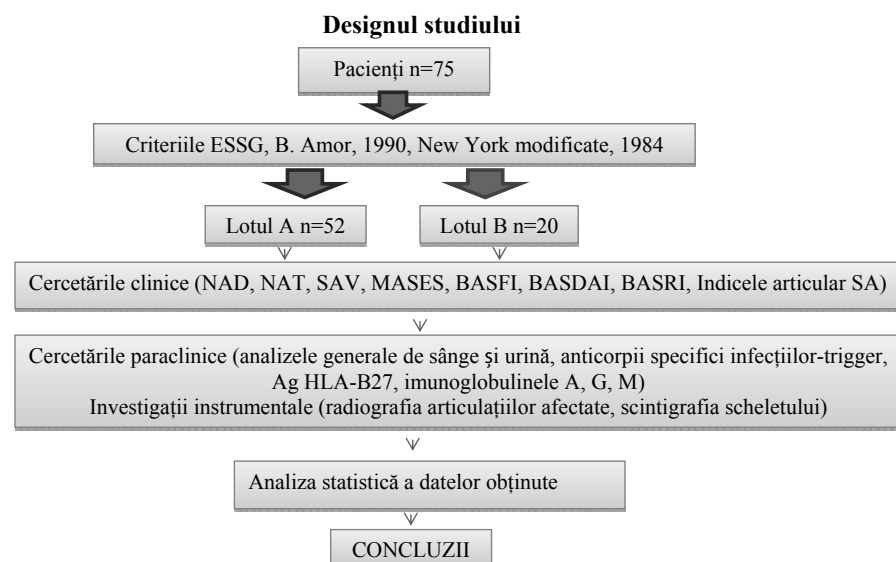 Designul studiului
Pacienți n=75
Criteriile ESSG, B. Amor, 1990, New York modificate, 1984
Lotul A n=52
Lotul B n=20
Cercetările clinice (NAD, NAT, SAV, MASES, BASFI, BASDAI, BASRI, Indicele articular SA)
Cercetările paraclinice (analizele generale de sânge și urină, anticorpii specifici infecțiilor-trigger,
Ag HLA-B27, imunoglobulinele A, G, M)
Investigații instrumentale (radiografia articulațiilor afectate, scintigrafia scheletului)
Analiza statistică a datelor obținute
CONCLUZII